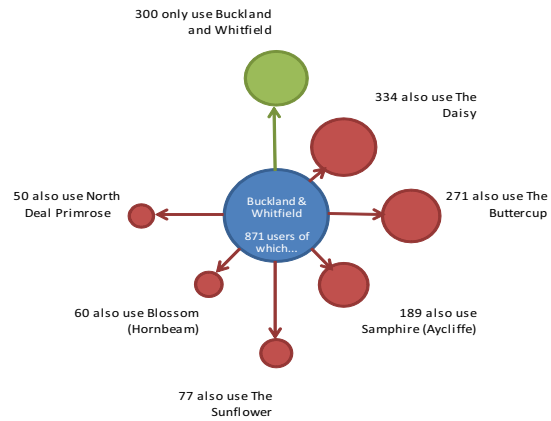 300 only use Buckland
and Whitfield
334 also use The
Daisy
50 also use North
Deal Primrose
Buckland &
Whitfield
871 users of
which...
271 also use The
Buttercup
60 also use Blossom
(Hornbeam)
189 also use
Samphire (Aycliffe)
77 also use The
Sunflower